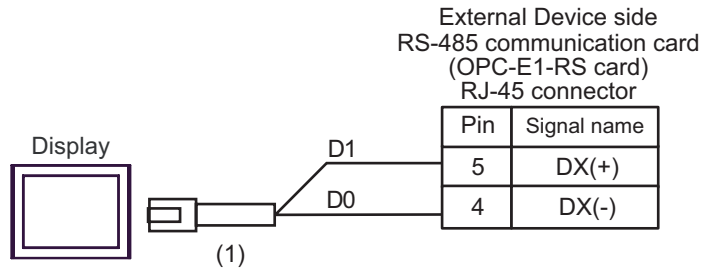 External Device side
RS-485 communication card
(OPC-E1-RS card)
RJ-45 connector
Pin Signal name
Display
D1
5 DX(+)
D0
4 DX(-)
(1)